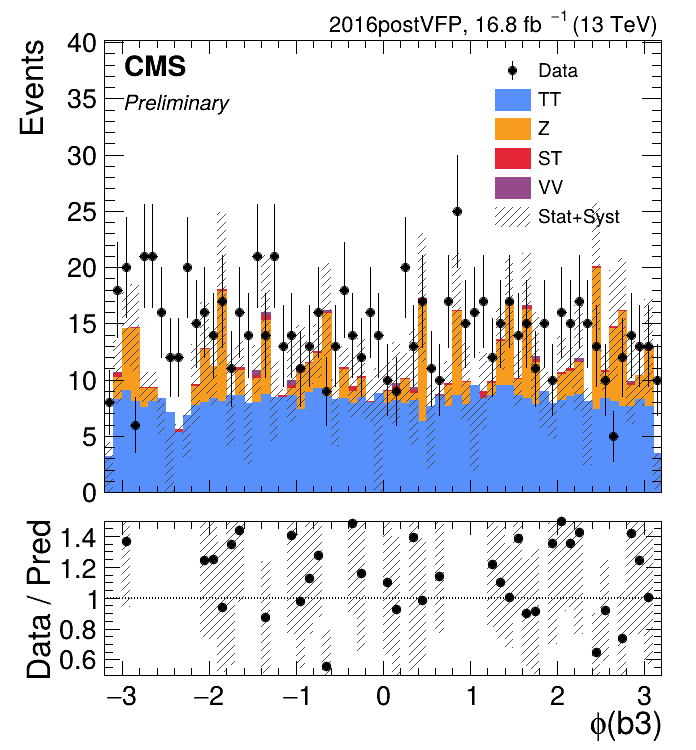 2016postVFP, 16.8 fb⁻¹ (13 TeV)
CMS
Preliminary
Data
TT
Z
ST
VV
Stat+Syst
Events
40
35
30
25
20
15
10
5
0
Data / Pred
1.4
1.2
1
0.8
0.6
−3 −2 −1 0 1 2 3
ϕ(b3)